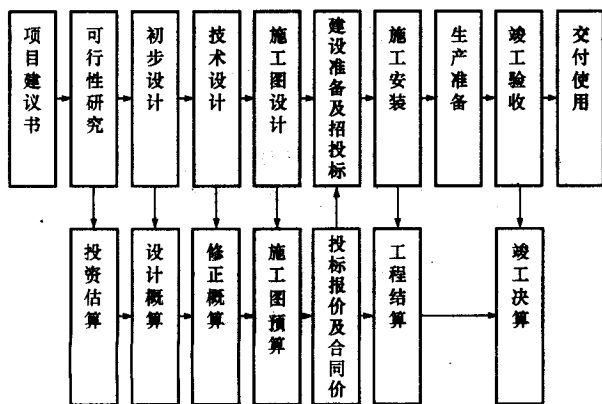 项目建议书
可行性研究
初步设计
技术设计
施工图设计
建设准备及招投标
施工安装
生产准备
竣工验收
交付使用
投资估算
设计概算
修正概算
施工图预算
投标报价及合同价
工程结算
竣工决算